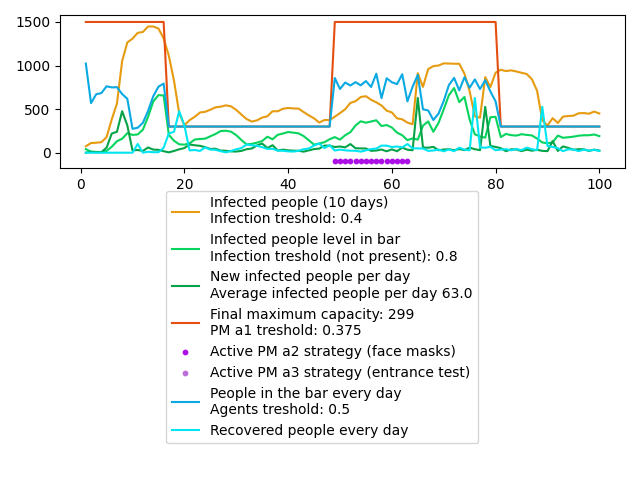 1500
1000
500
0
0
20
40
60
80
100
Infected people (10 days)
Infection treshold: 0.4
Infected people level in bar
Infection treshold (not present): 0.8
New infected people per day
Average infected people per day 63.0
Final maximum capacity: 299
PM a1 treshold: 0.375
Active PM a2 strategy (face masks)
Active PM a3 strategy (entrance test)
People in the bar every day
Agents treshold: 0.5
Recovered people every day